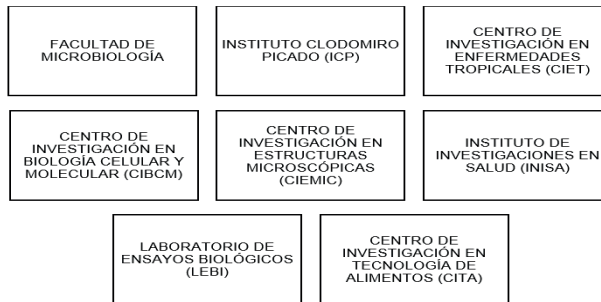 FACULTAD DE
MICROBIOLOGÍA
INSTITUTO CLODOMIRO
PICADO (ICP)
CENTRO DE
INVESTIGACIÓN EN
ENFERMEDADES
TROPICALES (CIET)
CENTRO DE
INVESTIGACIÓN EN
BIOLOGÍA CELULAR Y
MOLECULAR (CIBCM)
CENTRO DE
INVESTIGACIÓN EN
ESTRUCTURAS
MICROSCÓPICAS
(CIEMIC)
INSTITUTO DE
INVESTIGACIONES EN
SALUD (INISA)
LABORATORIO DE
ENSAYOS BIOLÓGICOS
(LEBI)
CENTRO DE
INVESTIGACIÓN EN
TECNOLOGÍA DE
ALIMENTOS (CITA)